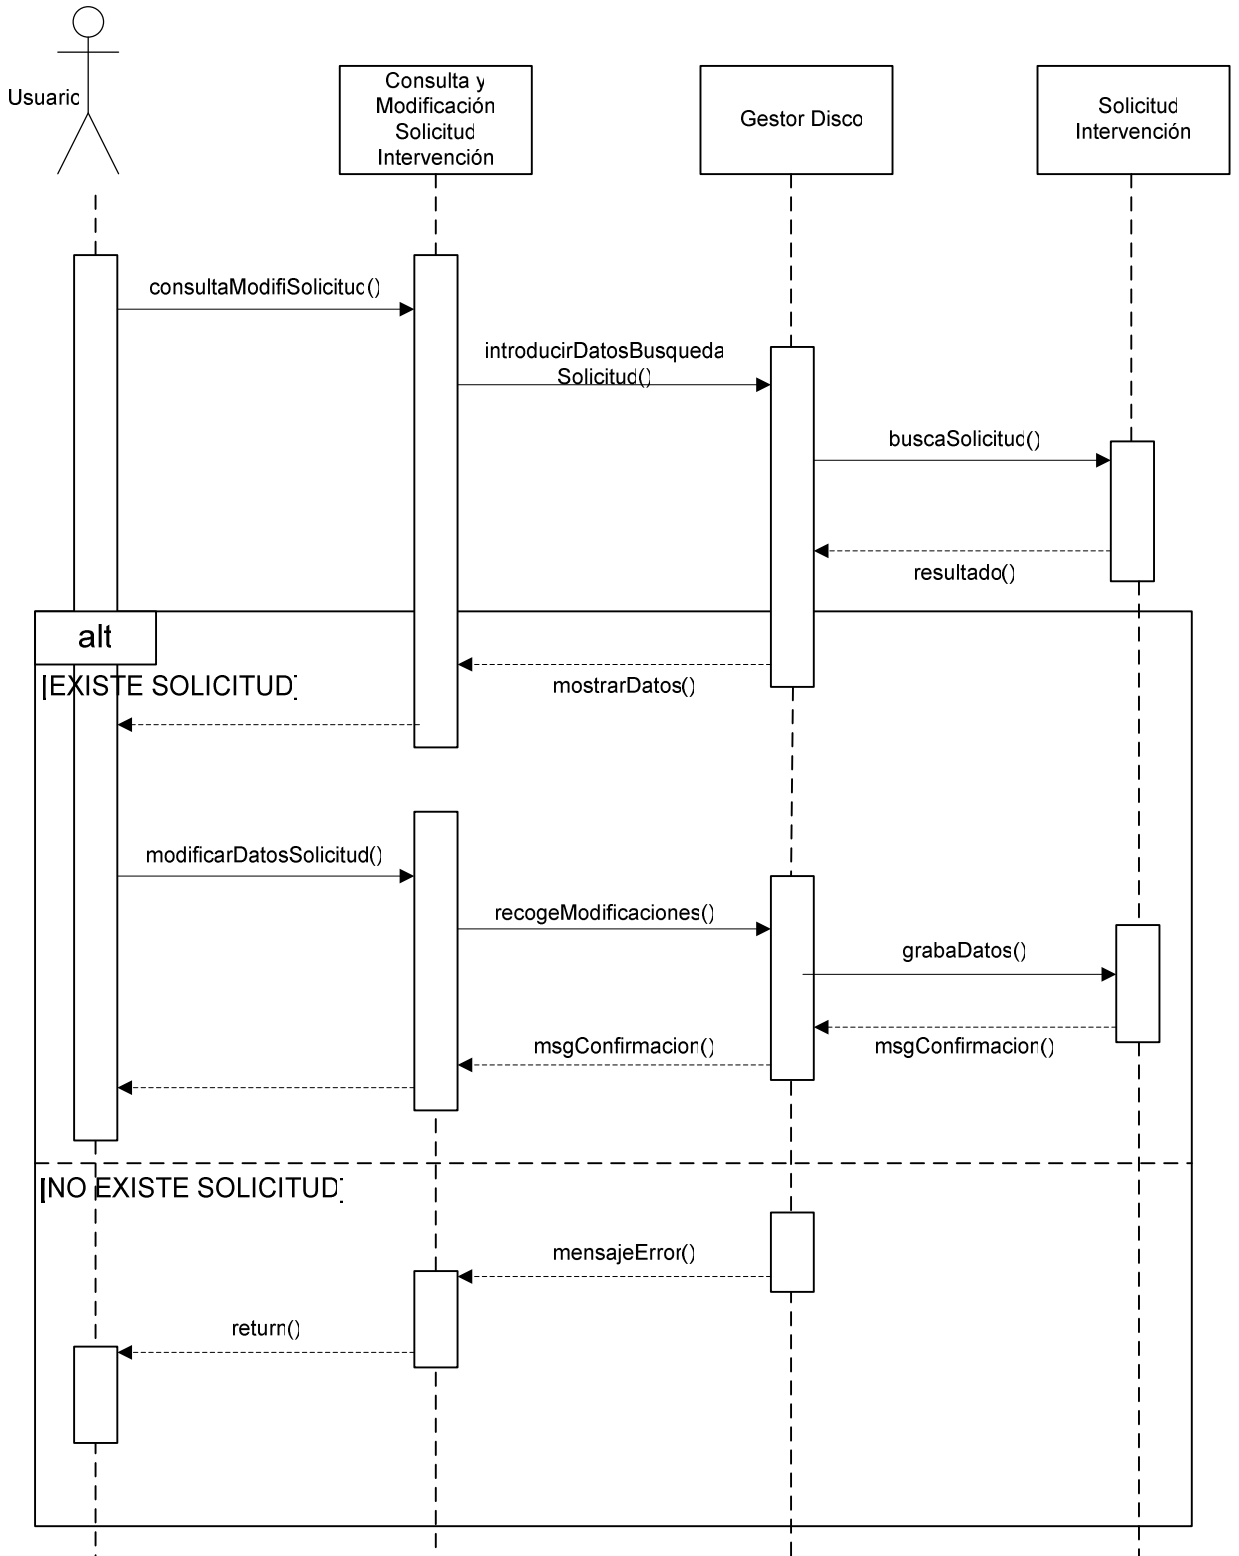 Usuario
Consulta y
Modificación
Solicitud
Intervención
Gestor Disco
Solicitud
Intervención
consultaModifiSolicitud()
introducirDatosBusqueda
Solicitud()
buscaSolicitud()
resultado()
alt
mostrarDatos()
[EXISTE SOLICITUD]
modificarDatosSolicitud()
recogeModificaciones()
grabaDatos()
msgConfirmacion()
msgConfirmacion()
[NO EXISTE SOLICITUD]
mensajeError()
return()